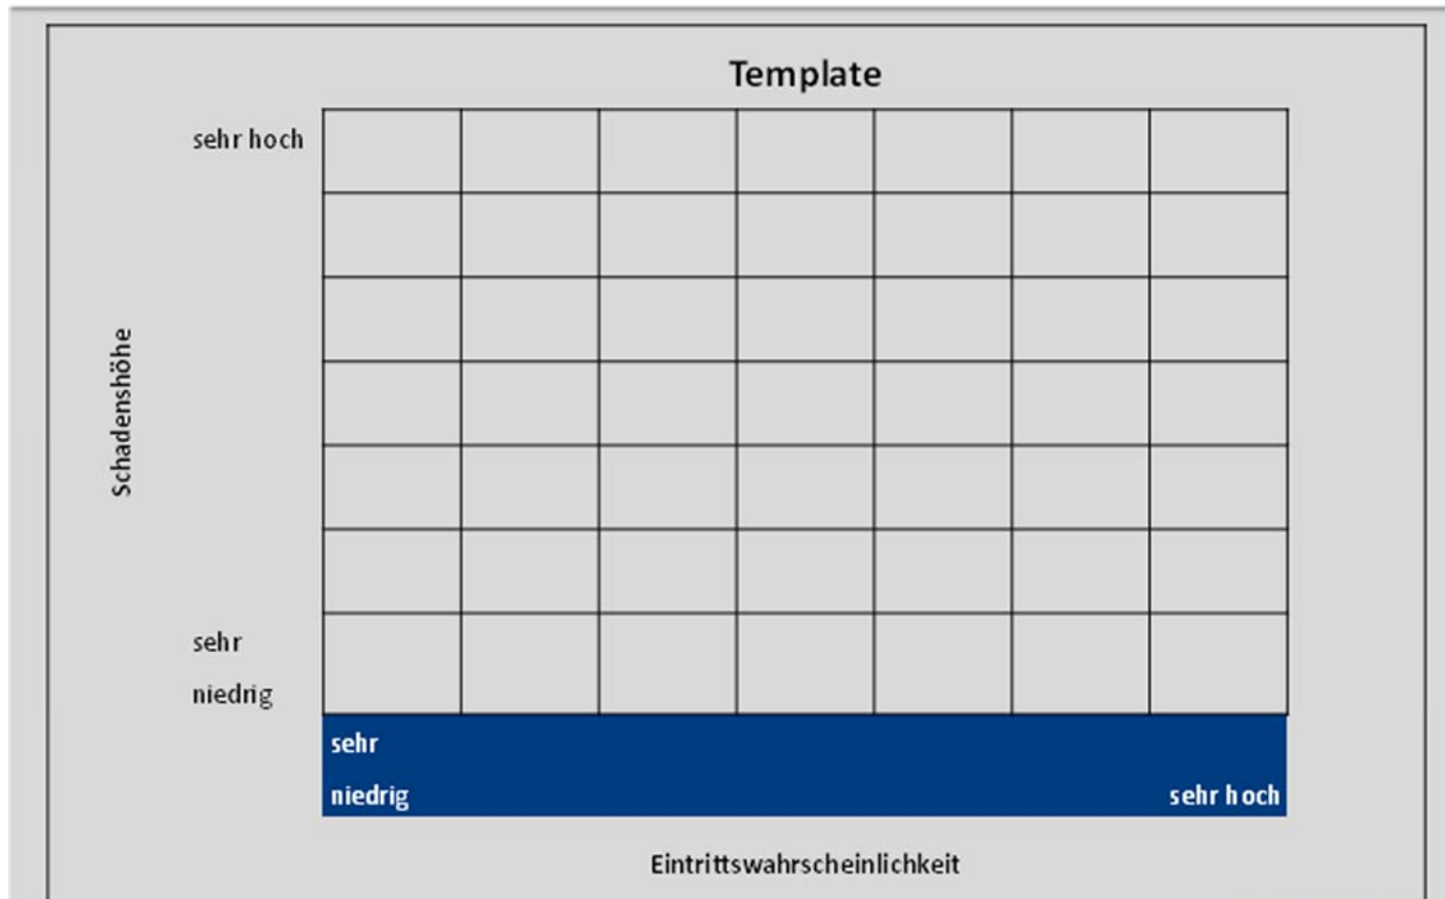 Template
sehr hoch
Schadenshöhe
sehr
niedrig
sehr
niedrig
sehr hoch
Eintrittswahrscheinlichkeit